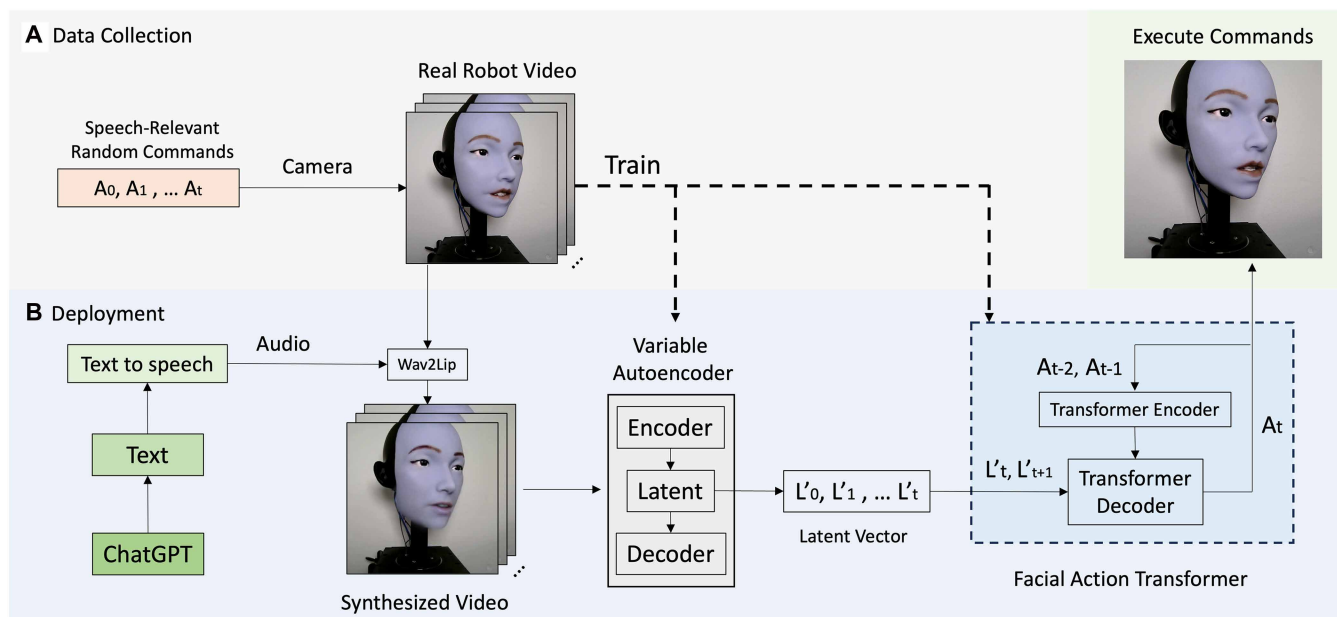 A Data Collection
Execute Commands
Real Robot Video
Speech-Relevant
Random Commands
A0, A1 , ... At
Camera
Train
...
B Deployment
Text to speech
Audio
Wav2Lip
Text
ChatGPT
...
Synthesized Video
Variable
Autoencoder
Encoder
Latent
Decoder
L’0, L’1 , ... L’t
Latent Vector
At-2, At-1
Transformer Encoder
At
L’t, L’t+1
Transformer
Decoder
Facial Action Transformer